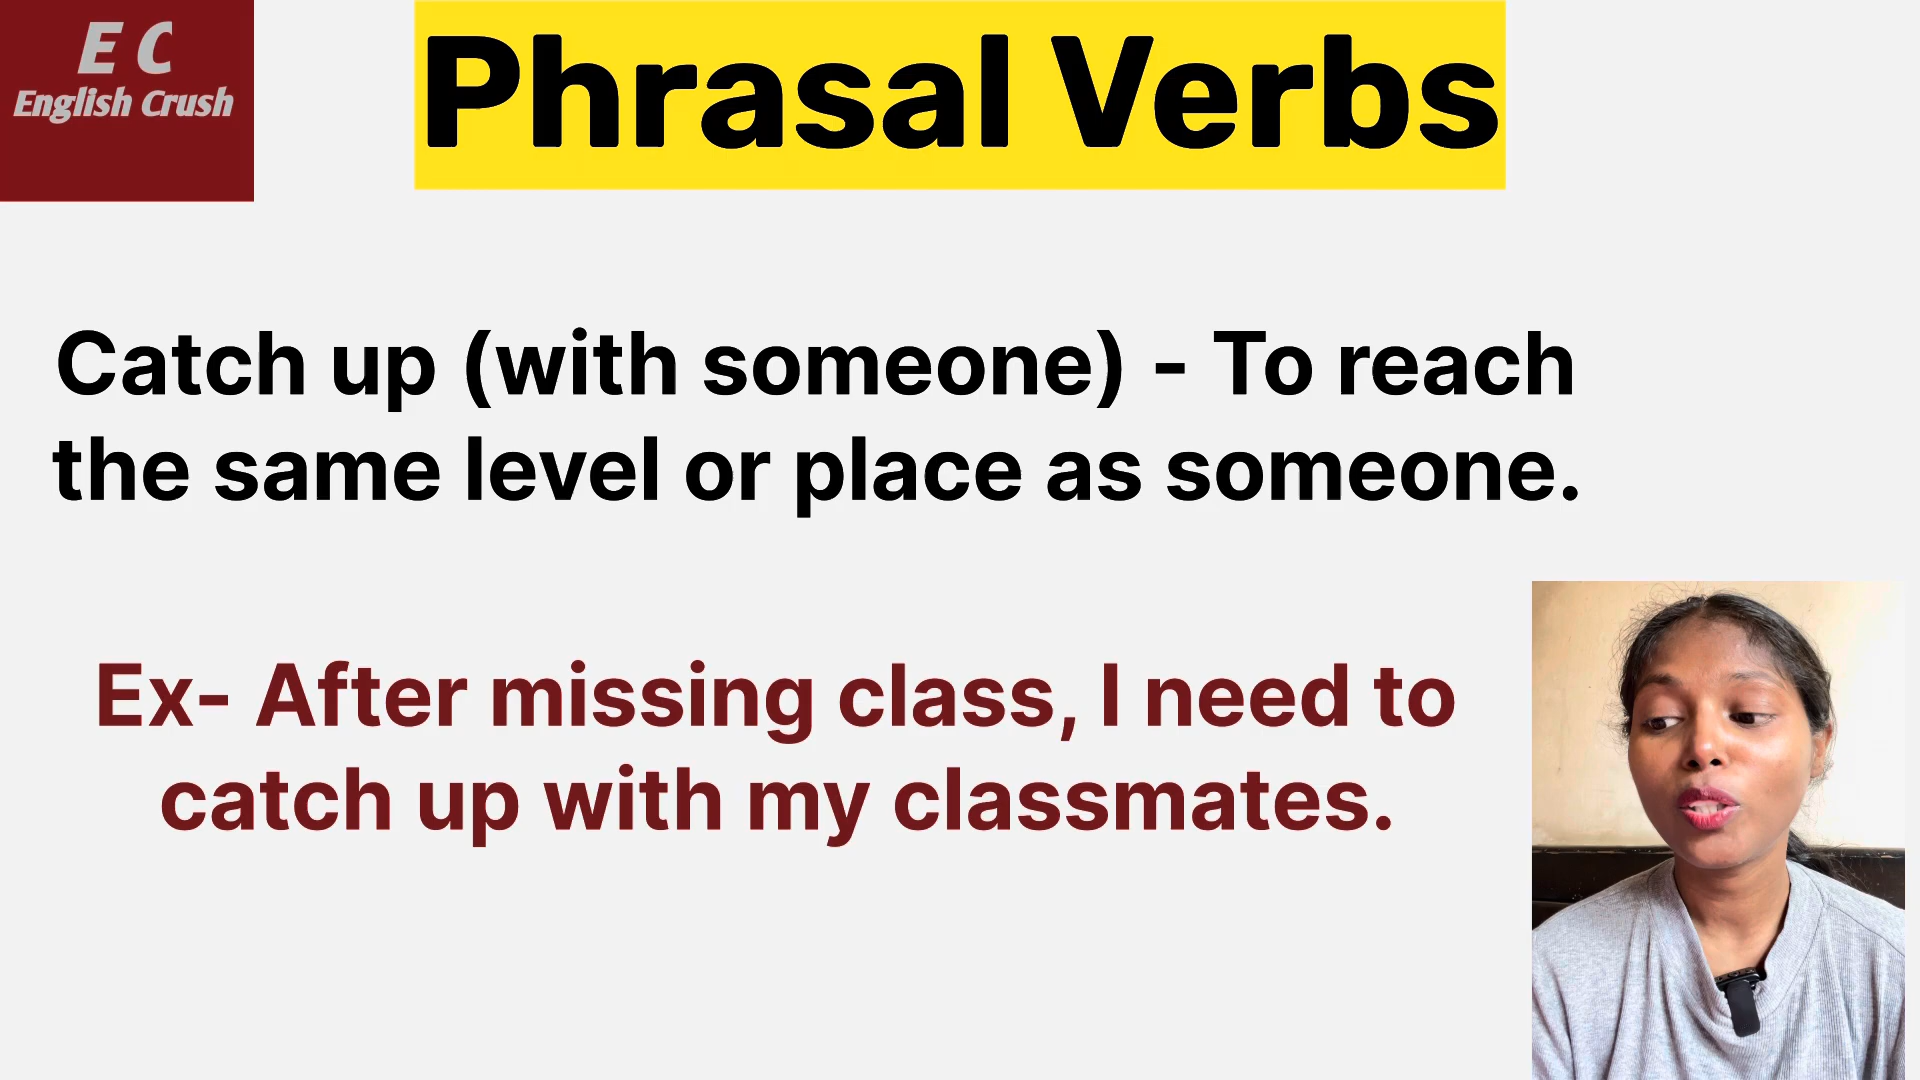 E C
English Crush
Phrasal Verbs
Catch up (with someone) - To reach
the same level or place as someone.
Ex- After missing class, I need to
catch up with my classmates.